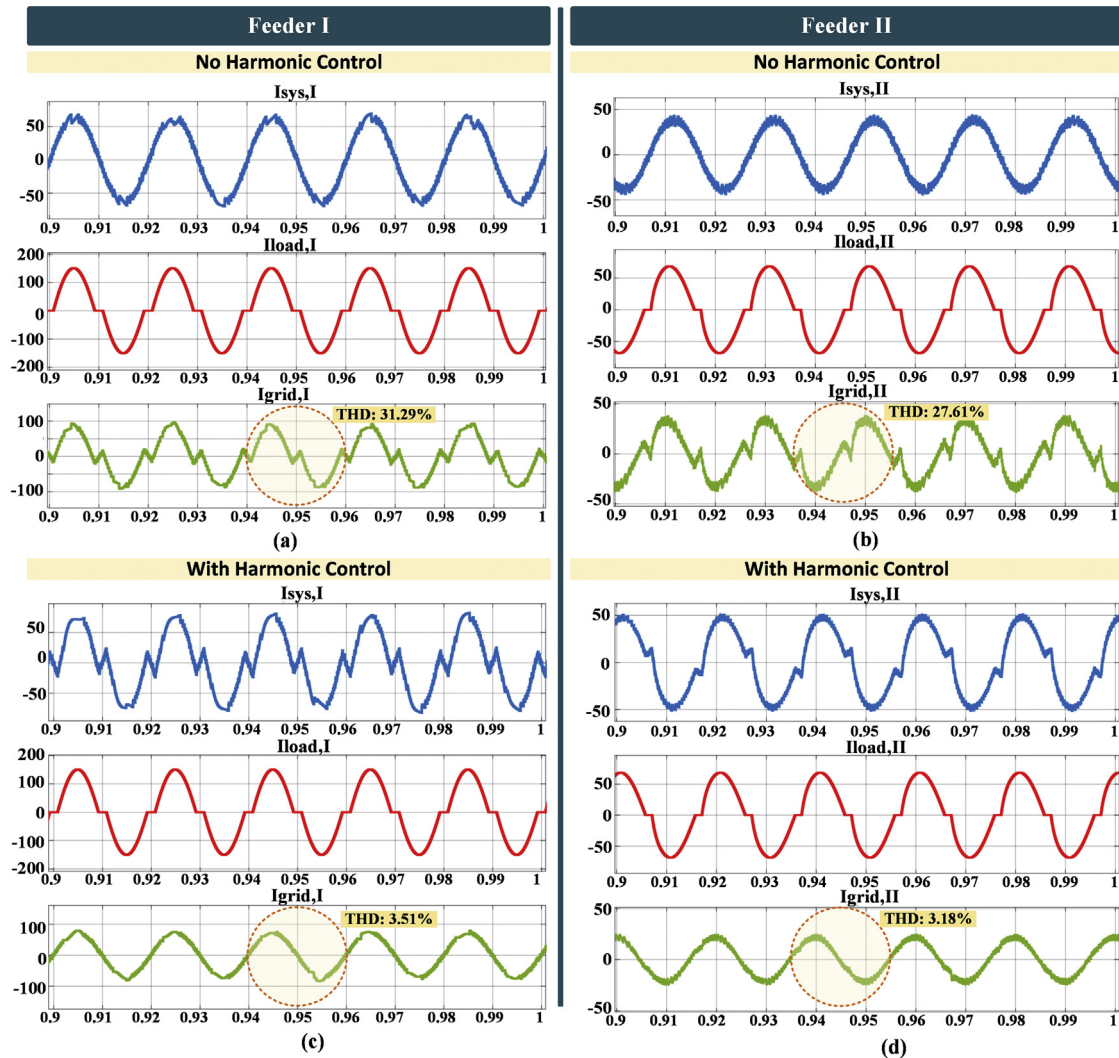 Feeder I
No Harmonic Control
Isys,I
50
0
-50
0.9 0.91 0.92 0.93 0.94 0.95 0.96 0.97 0.98 0.99 1
Iload,I
200
100
0
-100
-200
0.9 0.91 0.92 0.93 0.94 0.95 0.96 0.97 0.98 0.99 1
Igrid,I
THD: 31.29%
100
0
-100
0.9 0.91 0.92 0.93 0.94 0.95 0.96 0.97 0.98 0.99 1
(a)
Feeder II
No Harmonic Control
Isys,II
50
0
-50
0.9 0.91 0.92 0.93 0.94 0.95 0.96 0.97 0.98 0.99 1
Iload,II
50
0
-50
0.9 0.91 0.92 0.93 0.94 0.95 0.96 0.97 0.98 0.99 1
Igrid,II
THD: 27.61%
50
0
-50
0.91 0.92 0.93 0.94 0.95 0.96 0.97 0.98 0.99 1
(b)
With Harmonic Control
Isys,I
50
0
-50
0.9 0.91 0.92 0.93 0.94 0.95 0.96 0.97 0.98 0.99 1
Iload,I
200
100
0
-100
-200
0.9 0.91 0.92 0.93 0.94 0.95 0.96 0.97 0.98 0.99 1
Igrid,I
THD: 3.51%
100
0
-100
0.9 0.91 0.92 0.93 0.94 0.95 0.96 0.97 0.98 0.99 1
(c)
With Harmonic Control
Isys,II
50
0
-50
0.9 0.91 0.92 0.93 0.94 0.95 0.96 0.97 0.98 0.99 1
Iload,II
50
0
-50
0.9 0.91 0.92 0.93 0.94 0.95 0.96 0.97 0.98 0.99 1
Igrid,II
THD: 3.18%
50
0
-50
0.9 0.91 0.92 0.93 0.94 0.95 0.96 0.97 0.98 0.99 1
(d)